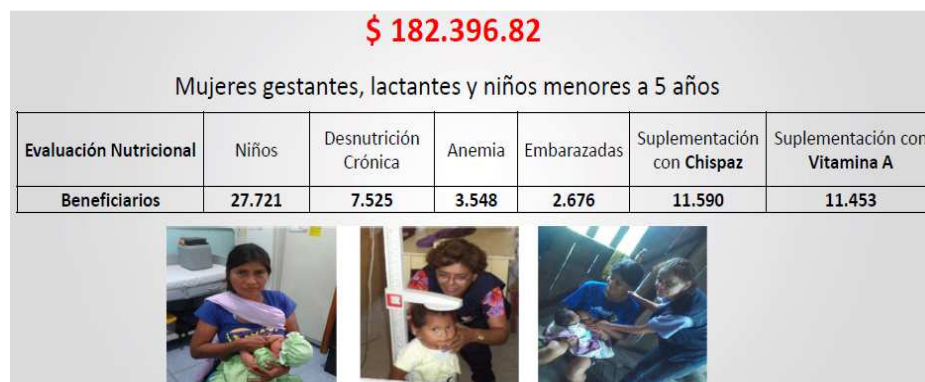 $ 182.396.82
Mujeres gestantes, lactantes y niños menores a 5 años
Evaluación Nutricional Niños Desnutrición Crónica Anemia Embarazadas Suplementación con Chispaz Suplementación con Vitamina A
Beneficiarios 27.721 7.525 3.548 2.676 11.590 11.453